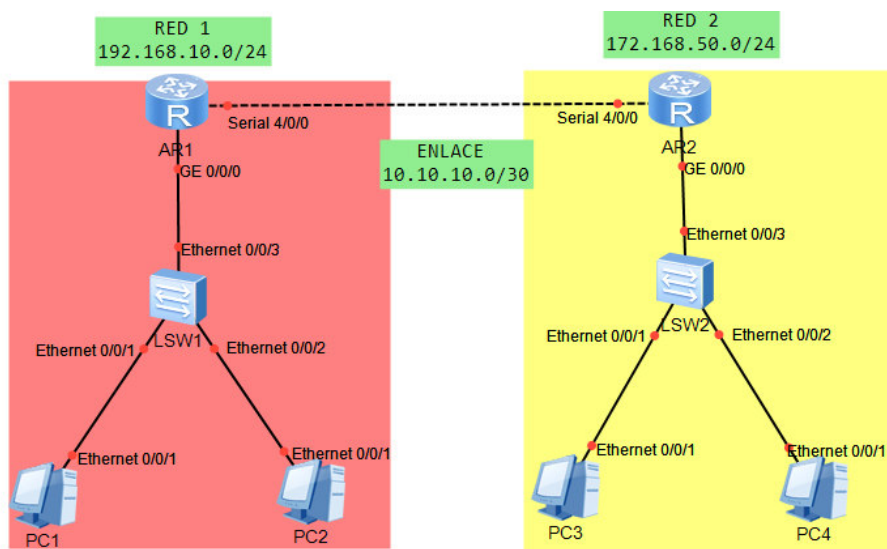 RED 1
192.168.10.0/24
RED 2
172.168.50.0/24
R
Serial 4/0/0
Serial 4/0/0
R
AR1
AR2
ENLACE
10.10.10.0/30
GE 0/0/0
GE 0/0/0
Ethernet 0/0/3
Ethernet 0/0/3
LSW1
LSW2
Ethernet 0/0/1
Ethernet 0/0/2
Ethernet 0/0/1
Ethernet 0/0/2
Ethernet 0/0/1
Ethernet 0/0/1
Ethernet 0/0/1
Ethernet 0/0/1
PC1
PC2
PC3
PC4